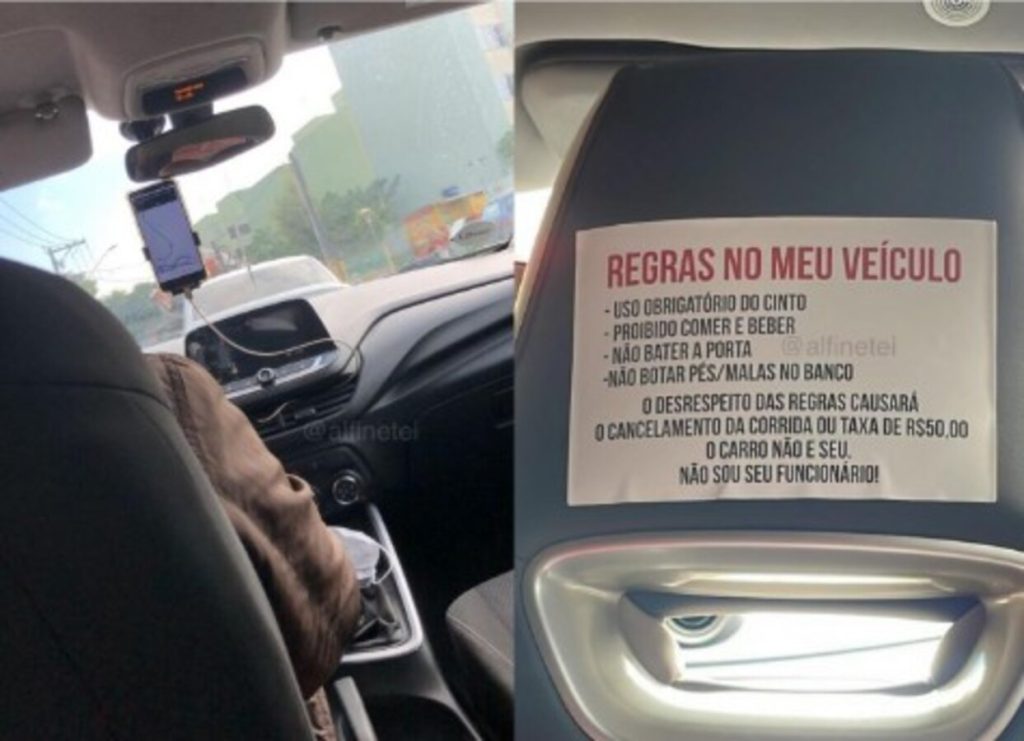 REGRAS NO MEU VEÍCULO
- USO OBRIGATÓRIO DO CINTO
- PROIBIDO COMER E BEBER
- NÃO BATER A PORTA
-NÃO BOTAR PÉS/MALAS NO BANCO
O DESRESPEITO DAS REGRAS CAUSARÁ
O CANCELAMENTO DA CORRIDA OU TAXA DE R$50,00
O CARRO NÃO E SEU.
NÃO SOU SEU FUNCIONÁRIO!
@alfinetei
@alfinetei